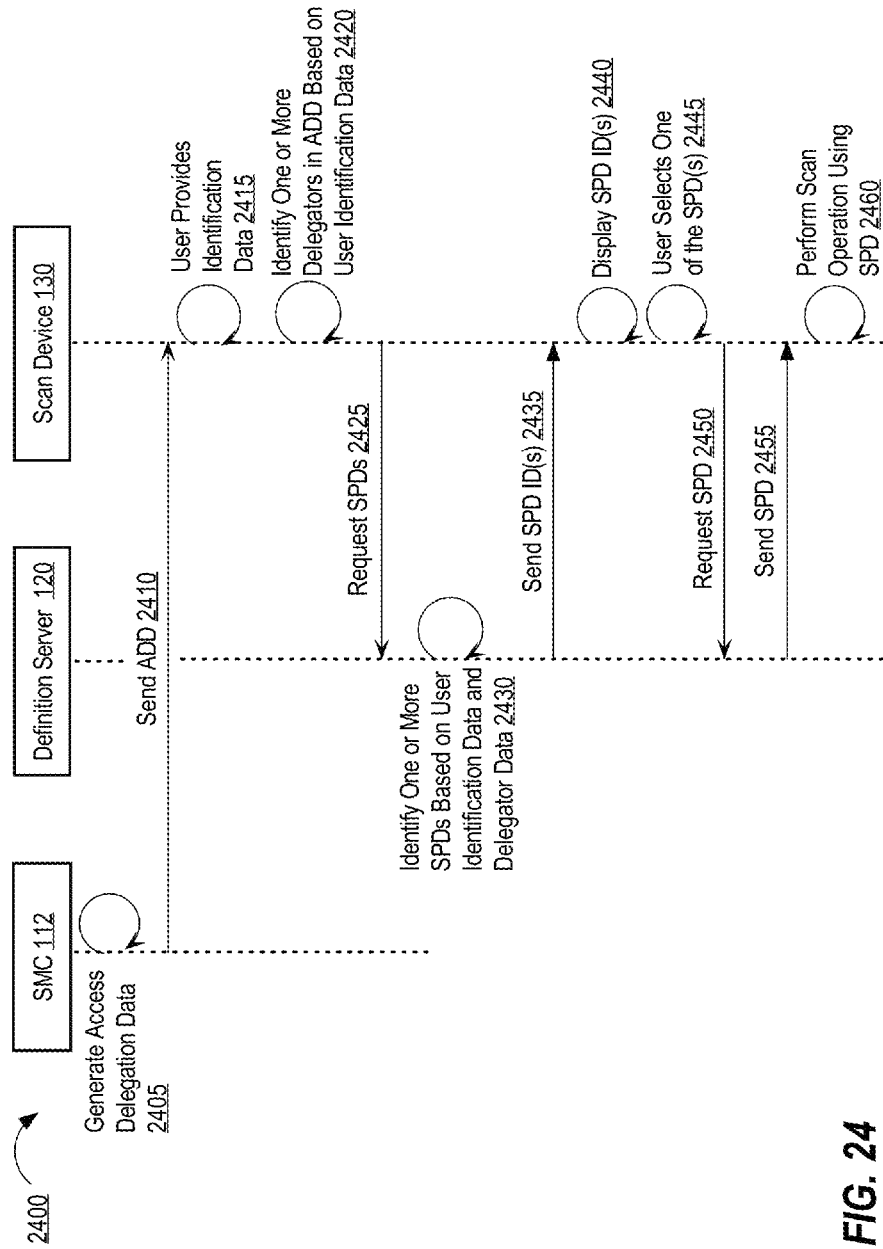 2400
SMC 112
Definition Server 120
Scan Device 130
Generate Access
Delegation Data
2405
Send ADD 2410
User Provides
Identification
Data 2415
Identify One or More
Delegators in ADD Based on
User Identification Data 2420
Request SPDs 2425
Identify One or More
SPDs Based on User
Identification Data and
Delegator Data 2430
Send SPD ID(s) 2435
Display SPD ID(s) 2440
User Selects One
of the SPD(s) 2445
Request SPD 2450
Send SPD 2455
Perform Scan
Operation Using
SPD 2460
FIG. 24